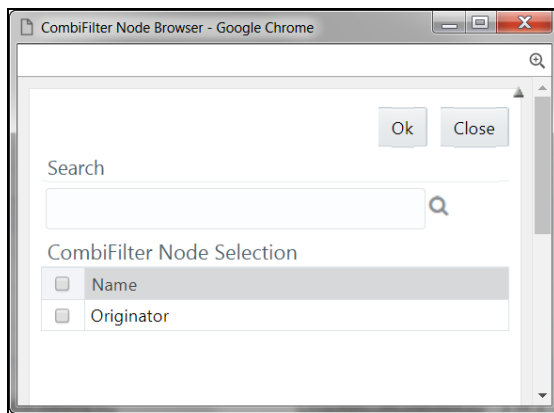 CombiFilter Node Browser - Google Chrome
Ok Close
Search
CombiFilter Node Selection
Name
Originator